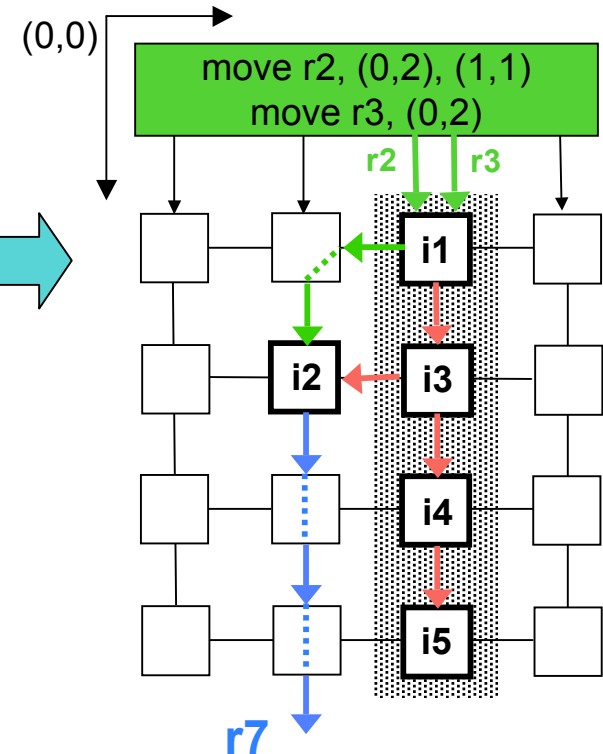 (0,0)
move r2, (0,2), (1,1)
move r3, (0,2)
r2 r3
i1
i2 i3
i4
i5
r7